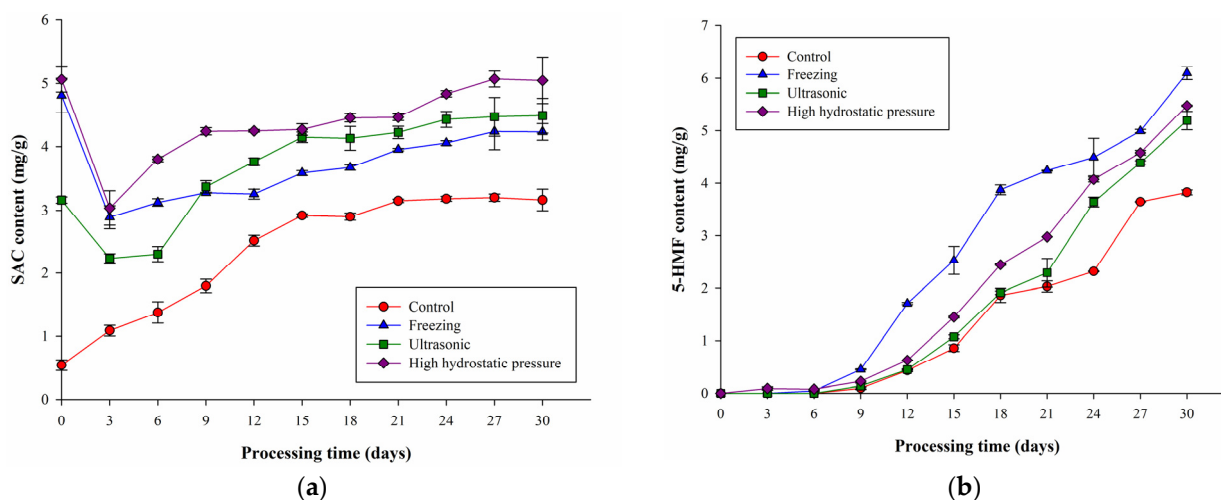 6
5
4
3
2
1
0
SAC content (mg/g)
Control
Freezing
Ultrasonic
High hydrostatic pressure
0 3 6 9 12 15 18 21 24 27 30
Processing time (days)
(a)
7
6
5
4
3
2
1
0
5-HMF content (mg/g)
Control
Freezing
Ultrasonic
High hydrostatic pressure
0 3 6 9 12 15 18 21 24 27 30
Processing time (days)
(b)